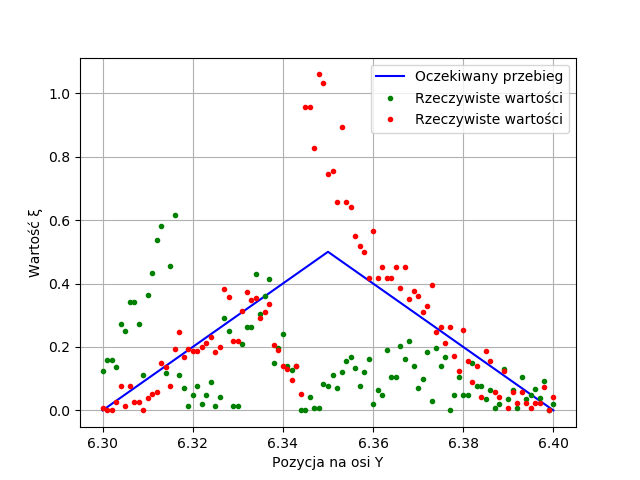 Oczekiwany przebieg
Rzeczywiste wartości
Rzeczywiste wartości
1.0
0.8
0.6
0.4
0.2
0.0
Wartość ξ
6.30 6.32 6.34 6.36 6.38 6.40
Pozycja na osi Y